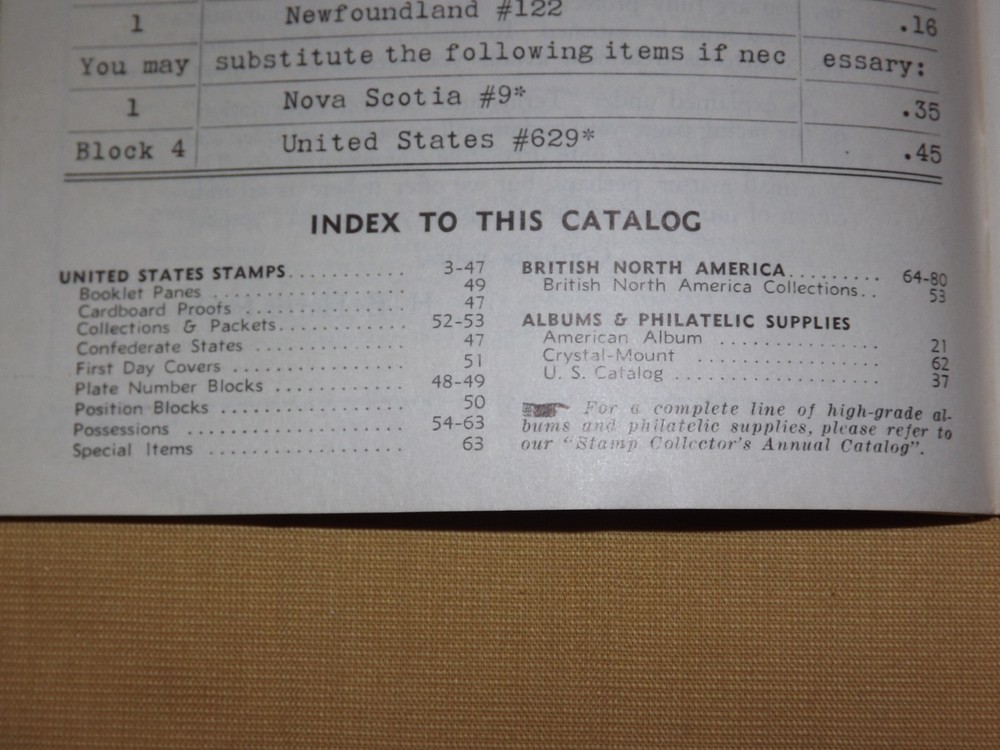 1 Newfoundland #122 .16
You may substitute the following items if nec essary:
1 Nova Scotia #9* .35
Block 4 United States #629* .45
INDEX TO THIS CATALOG
UNITED STATES STAMPS............ 3-47
Booklet Panes .................. 49
Cardboard Proofs ............... 47
Collections & Packets............ 52-53
Confederate States .............. 47
First Day Covers ................ 51
Plate Number Blocks ............ 48-49
Position Blocks ................. 50
Possessions .................... 54-63
Special Items .................. 63
BRITISH NORTH AMERICA......... 64-80
British North America Collections.. 53
ALBUMS & PHILATELIC SUPPLIES
American Album ............... 21
Crystal-Mount ................. 62
U. S. Catalog ................... 37
For a complete line of high-grade al-
bums and philatelic supplies, please refer to
our "Stamp Collector's Annual Catalog".